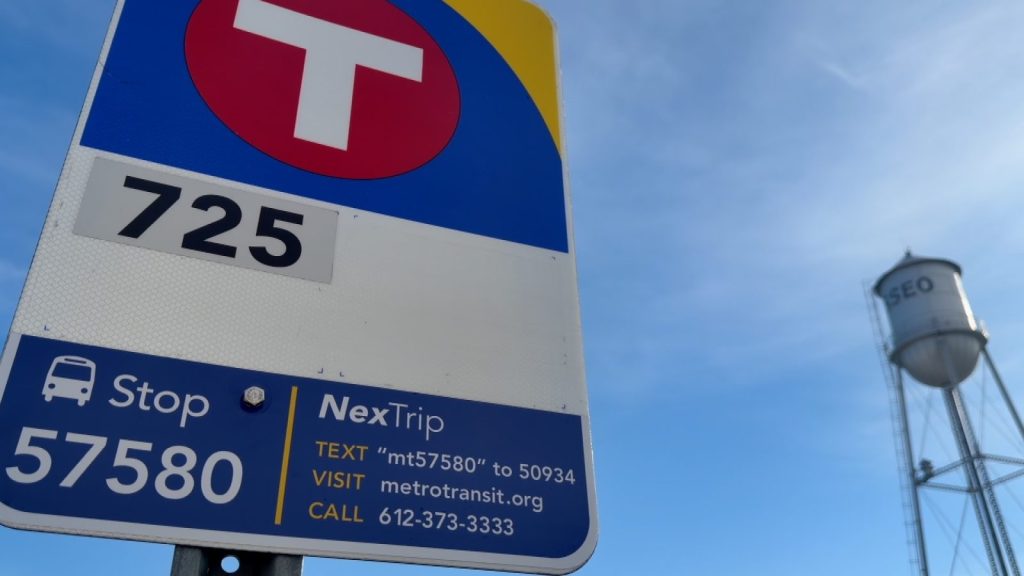 T
725
Stop
57580
NexTrip
TEXT "mt57580" to 50934
VISIT metrotransit.org
CALL 612-373-3333
SEO